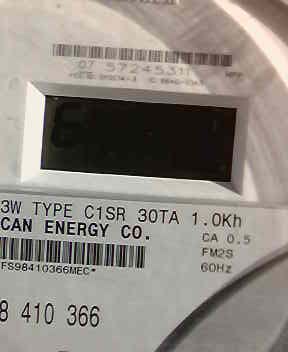 07 57245311
3W TYPE C1SR 30TA 1.0Kh
CAN ENERGY CO.
CA 0.5
FM2S
60Hz
FS98410366MEC*
8 410 366